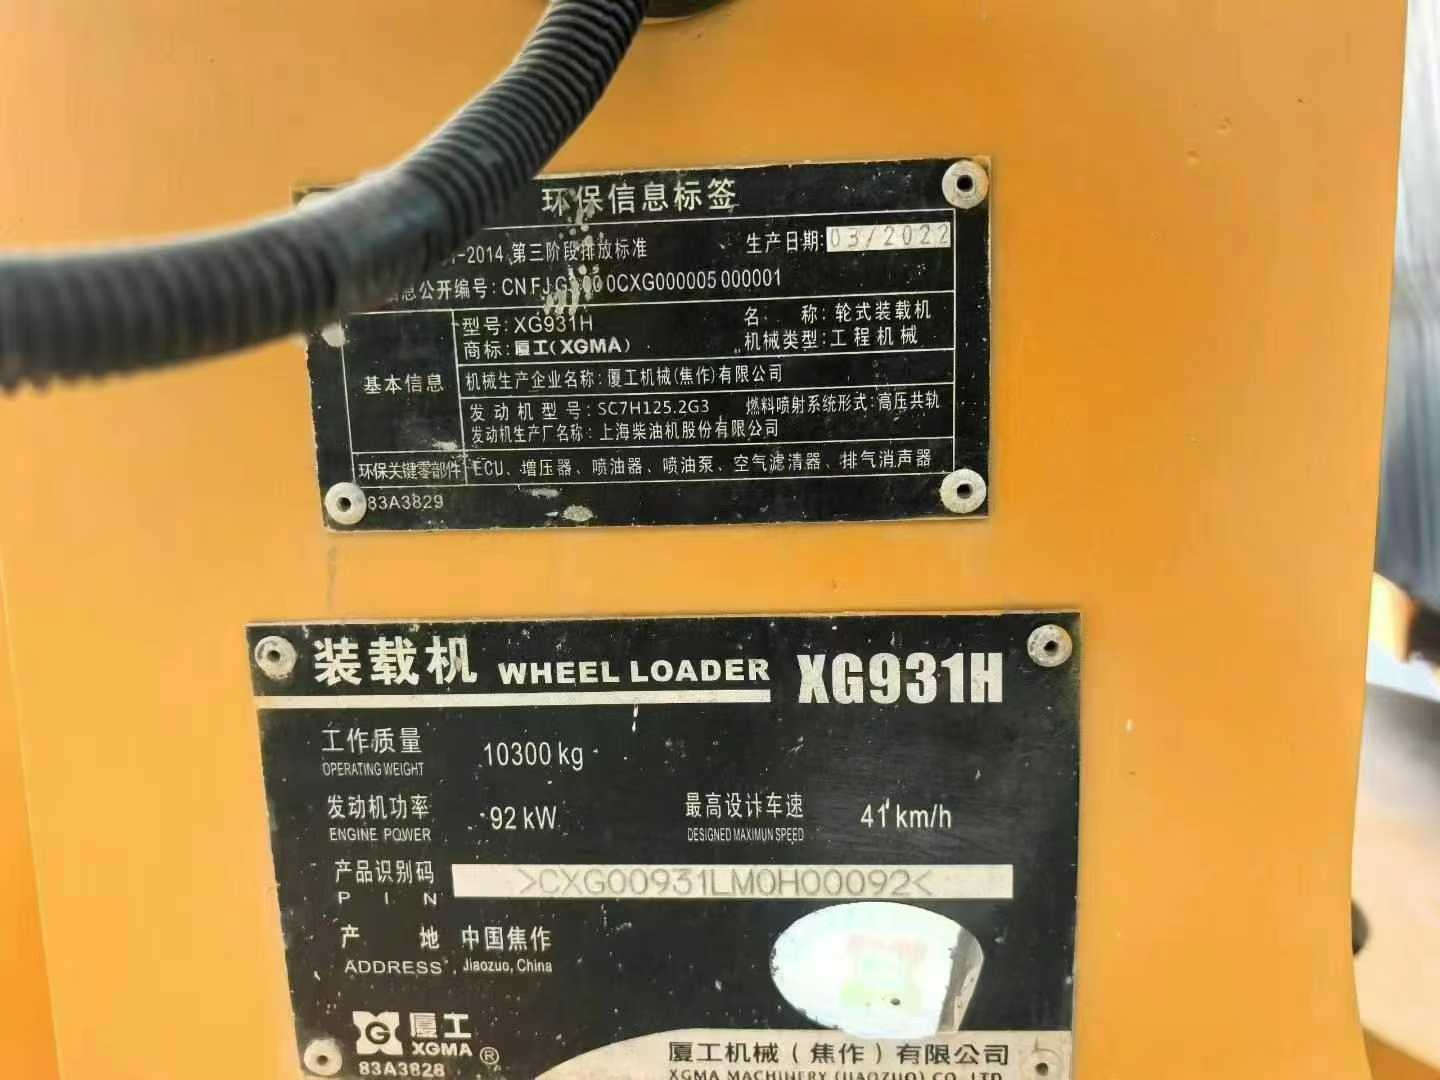 环保信息标签
-2014 第三阶段排放标准 生产日期: 03/2022
息公开编号: CN FJ G 00 0CXG000005 000001
型号: XG931H 名 称: 轮式装载机
商标: 厦工(XGMA) 机械类型: 工程机械
基本信息 机械生产企业名称: 厦工机械(焦作)有限公司
发动机型号: SC7H125.2G3 燃料喷射系统形式: 高压共轨
发动机生产厂名称: 上海柴油机股份有限公司
环保关键零部件 ECU、增压器、喷油器、喷油泵、空气滤清器、排气消声器
83A3829
装载机 WHEEL LOADER XG931H
工作质量 10300 kg
OPERATING WEIGHT
发动机功率 92 kW 最高设计车速 41 km/h
ENGINE POWER DESIGNED MAXIMUN SPEED
产品识别码 >CXG00931LM0H00092<
PIN
产 地 中国焦作
ADDRESS Jiaozuo, China
G 厦工
XGMA ®
83A3828
厦工机械(焦作)有限公司
XGMA MACHINERY (JIAOZUO) CO., LTD.